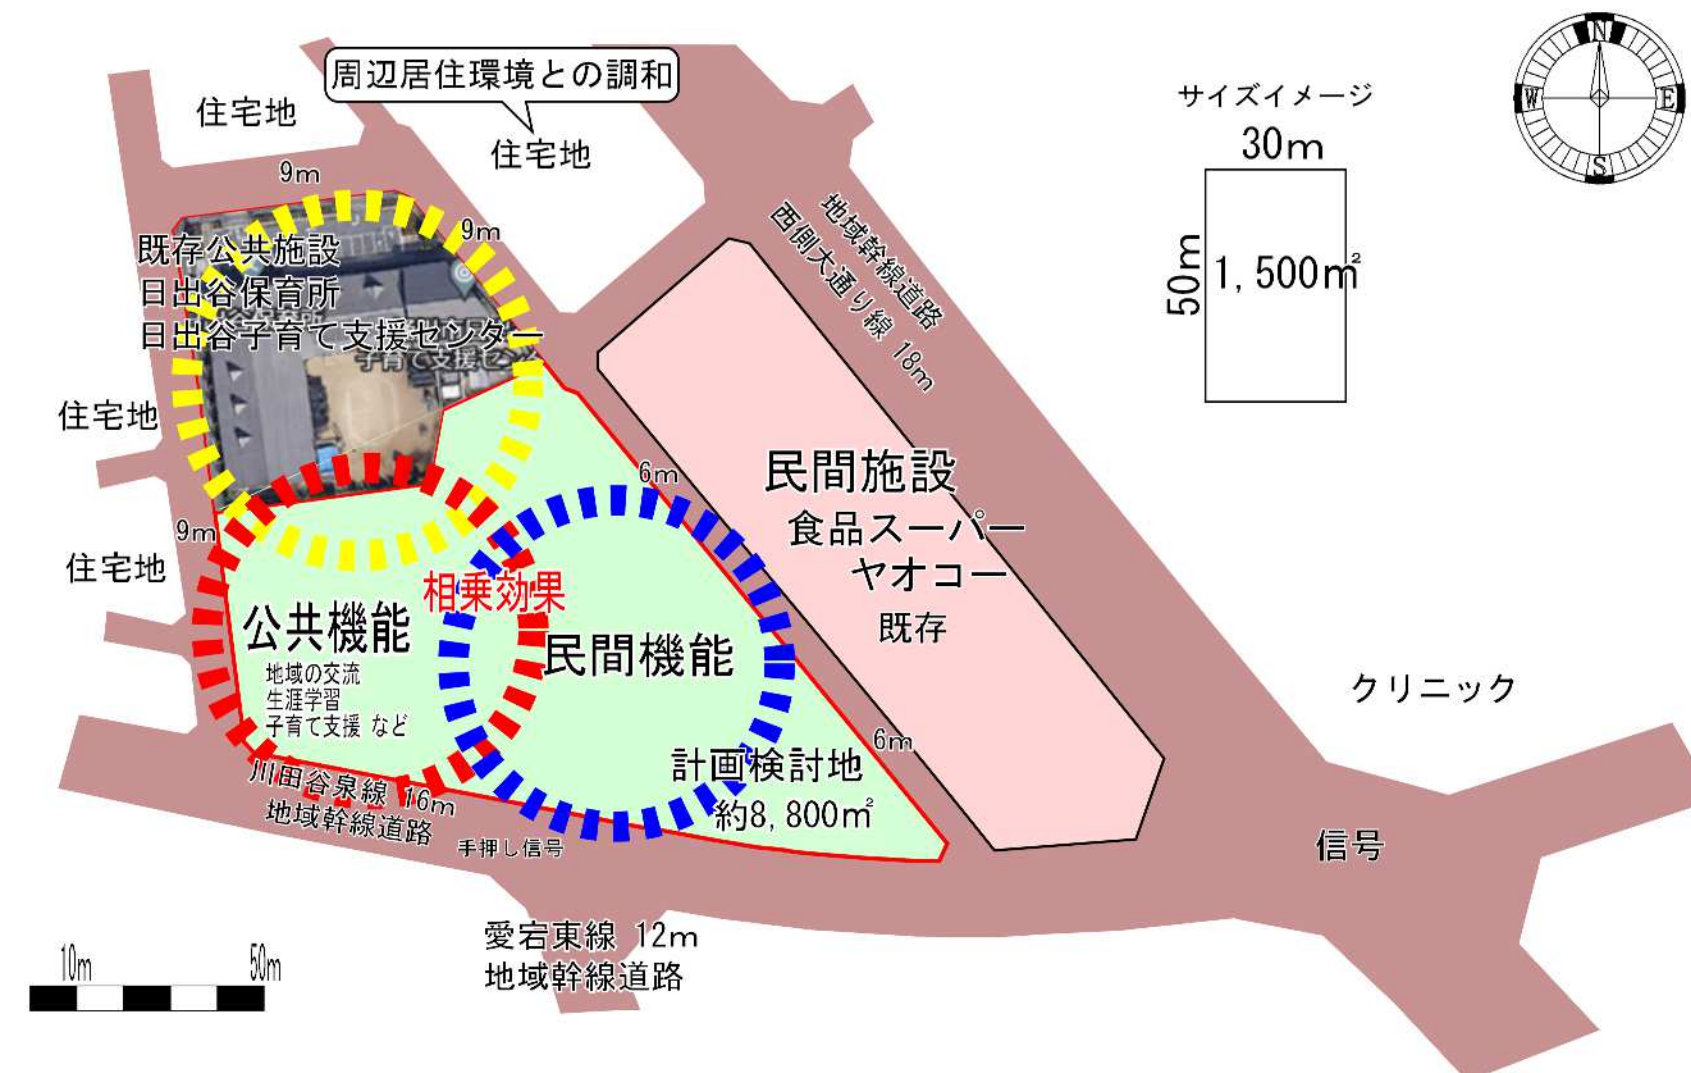 周辺居住環境との調和
住宅地
住宅地
サイズイメージ
30m
50m
1,500㎡
N
W
E
S
9m
9m
既存公共施設
日出谷保育所
日出谷子育て支援センター
地域幹線道路
西側大通り線 18m
住宅地
6m
民間施設
食品スーパー
ヤオコー
既存
9m
住宅地
相乗効果
公共機能
地域の交流
生涯学習
子育て支援 など
民間機能
クリニック
6m
計画検討地
約8,800㎡
川田谷泉線 16m
地域幹線道路
手押し信号
信号
愛宕東線 12m
地域幹線道路
10m
50m